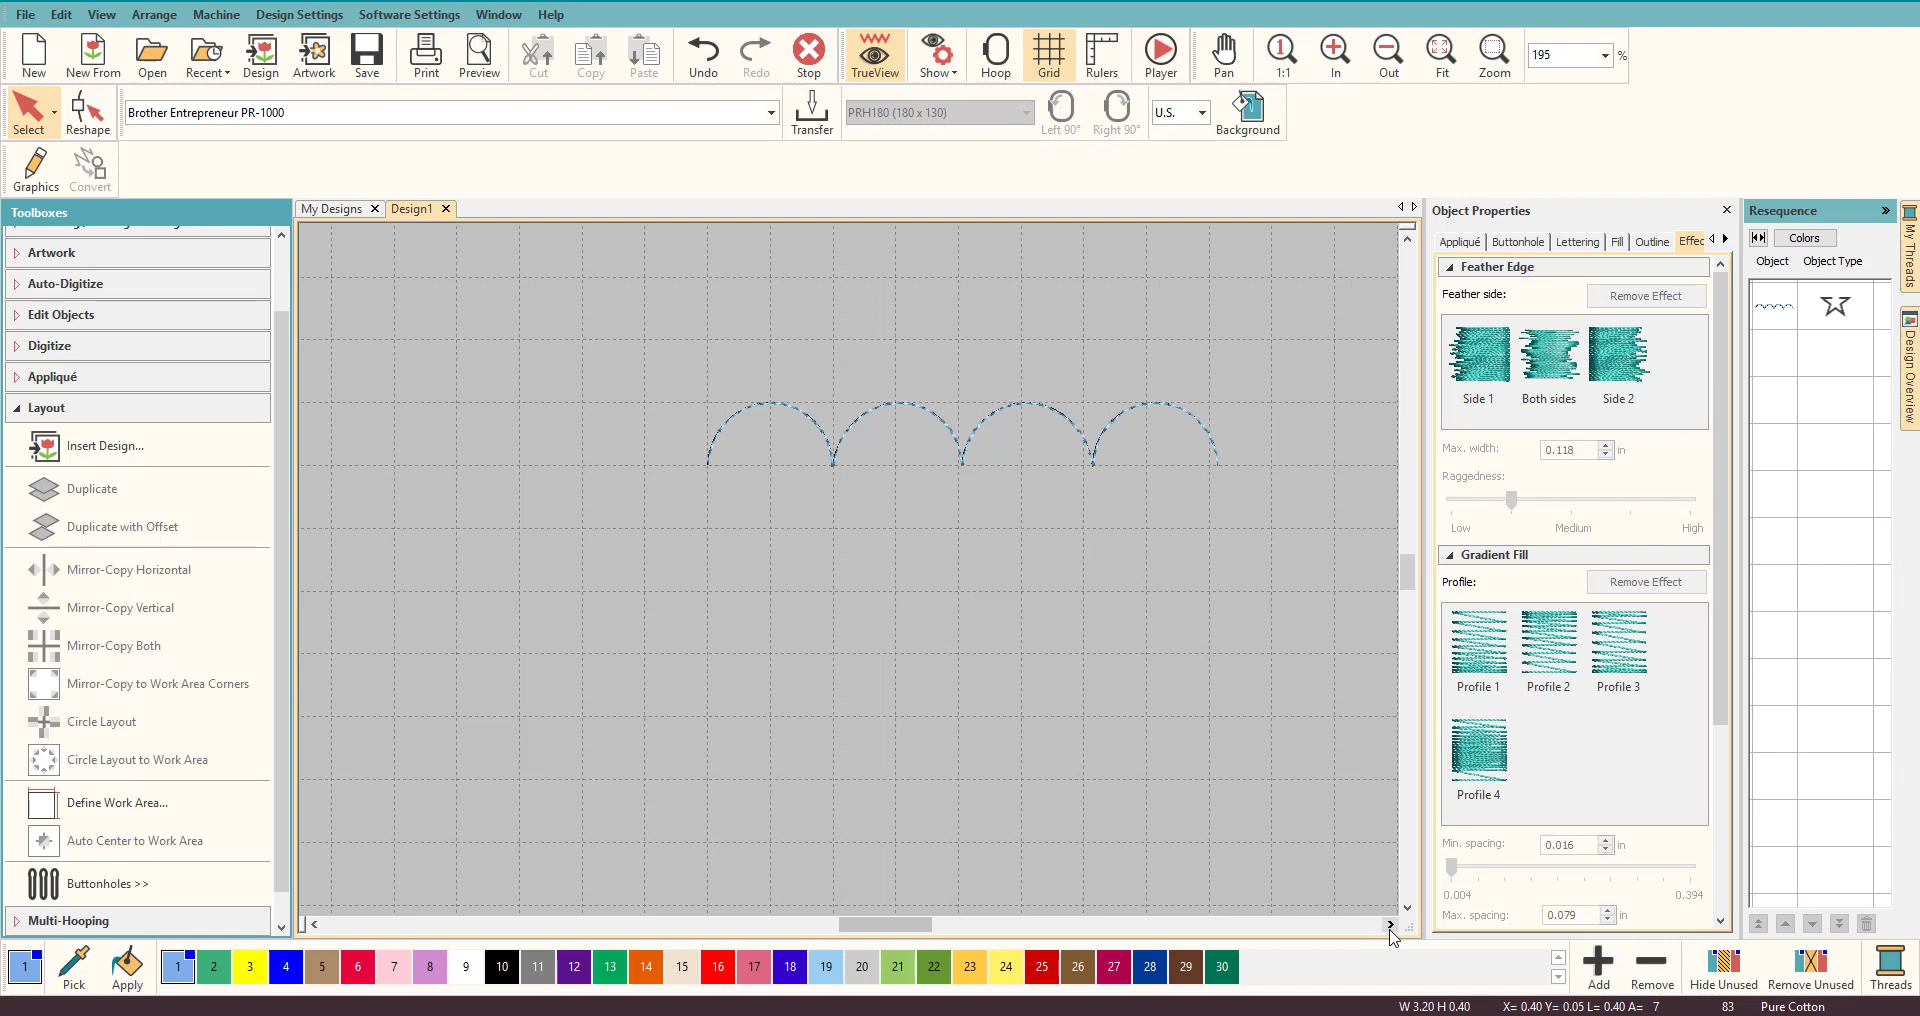 File Edit View Arrange Machine Design Settings Software Settings Window Help
New New From Open Recent Design Artwork Save Print Preview Cut Copy Paste Undo Redo Stop TrueView Show Hoop Grid Rulers Player Pan 1:1 In Out Fit Zoom 195 %
Select Reshape Brother Entrepreneur PR-1000 Transfer PRH180 (180 x 130) Left 90° Right 90° U.S. Background
Graphics Convert
Toolboxes
Artwork
Auto-Digitize
Edit Objects
Digitize
Appliqué
Layout
Insert Design...
Duplicate
Duplicate with Offset
Mirror-Copy Horizontal
Mirror-Copy Vertical
Mirror-Copy Both
Mirror-Copy to Work Area Corners
Circle Layout
Circle Layout to Work Area
Define Work Area...
Auto Center to Work Area
Buttonholes >>
Multi-Hooping
My Designs Design1
Object Properties
Appliqué Buttonhole Lettering Fill Outline Effec
Feather Edge
Feather side: Remove Effect
Side 1 Both sides Side 2
Max. width: 0.118 in
Raggedness:
Low Medium High
Gradient Fill
Profile: Remove Effect
Profile 1 Profile 2 Profile 3
Profile 4
Min. spacing: 0.016 in
0.004 0.394
Max. spacing: 0.079 in
Resequence
Colors
Object Object Type
My Threads
Design Overview
1 Pick Apply 1 2 3 4 5 6 7 8 9 10 11 12 13 14 15 16 17 18 19 20 21 22 23 24 25 26 27 28 29 30 Add Remove Hide Unused Remove Unused Threads
W 3.20 H 0.40 X= 0.40 Y= 0.05 L= 0.40 A= 7 83 Pure Cotton